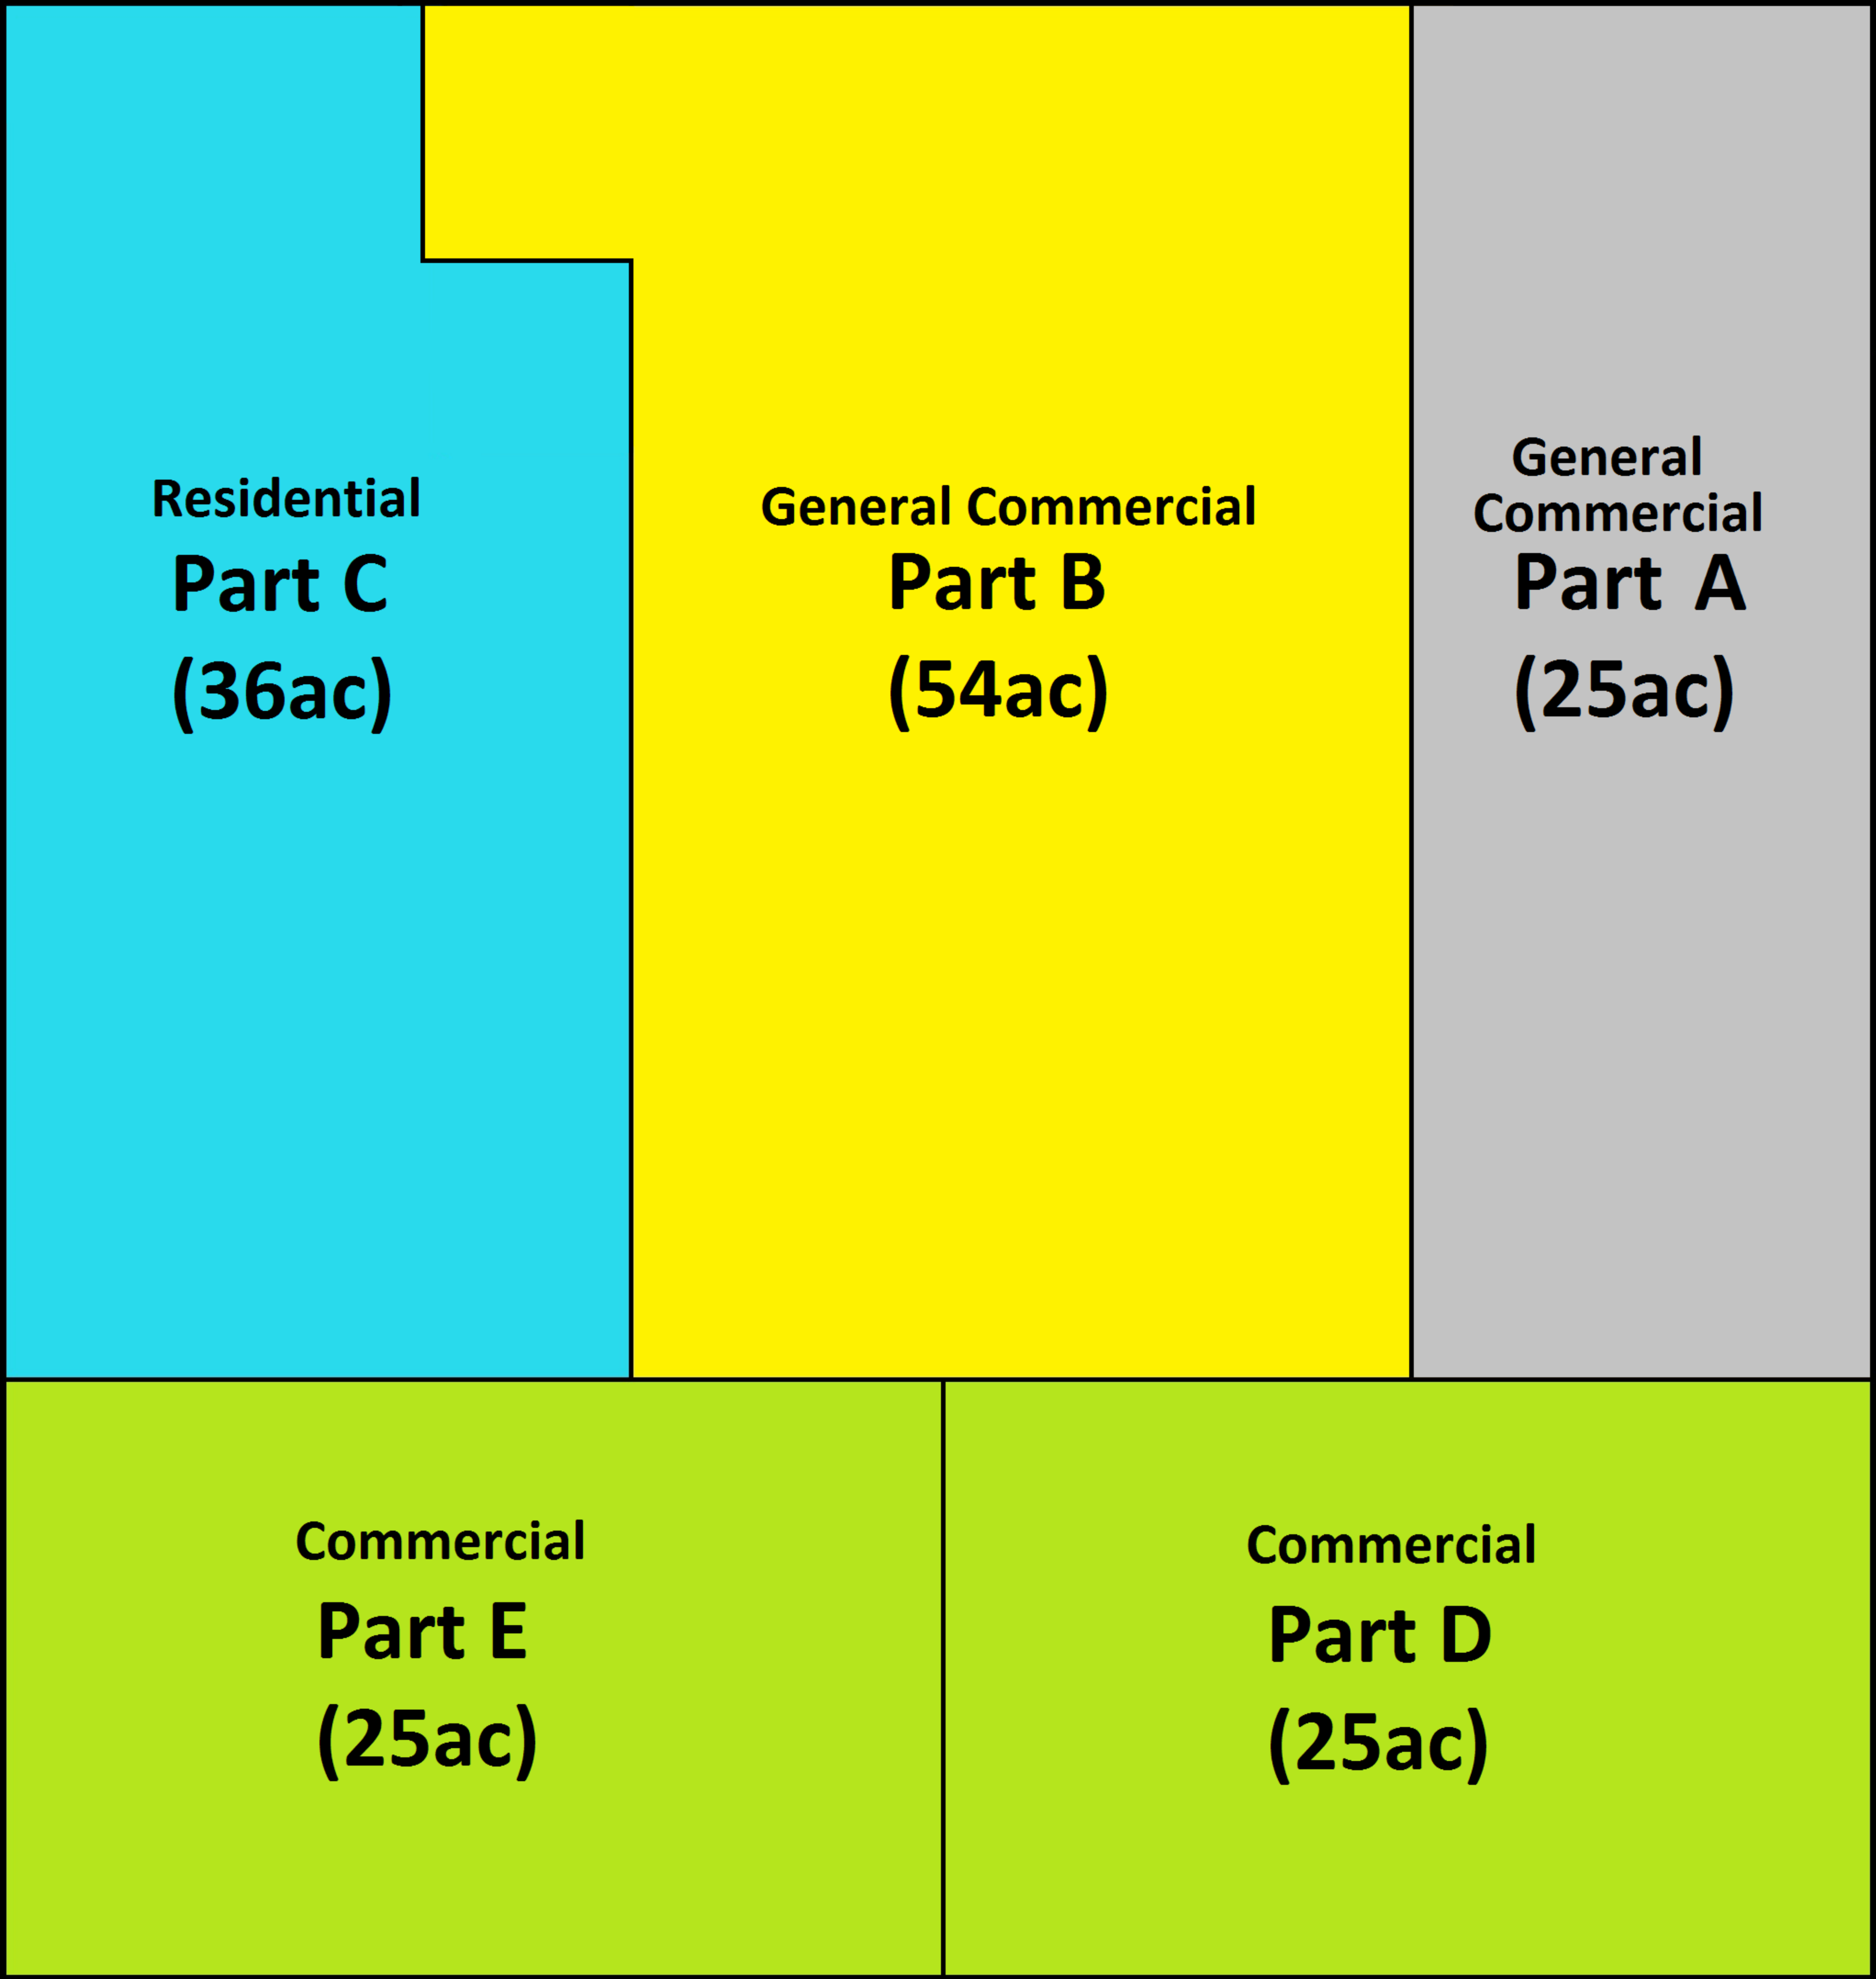 Residential
Part C
(36ac)
General Commercial
Part B
(54ac)
General
Commercial
Part A
(25ac)
Commercial
Part E
(25ac)
Commercial
Part D
(25ac)